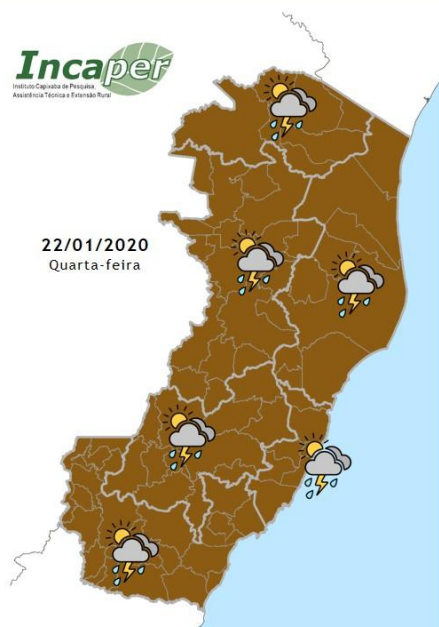 Incaper
Instituto Capixaba de Pesquisa,
Assistência Técnica e Extensão Rural
22/01/2020
Quarta-feira